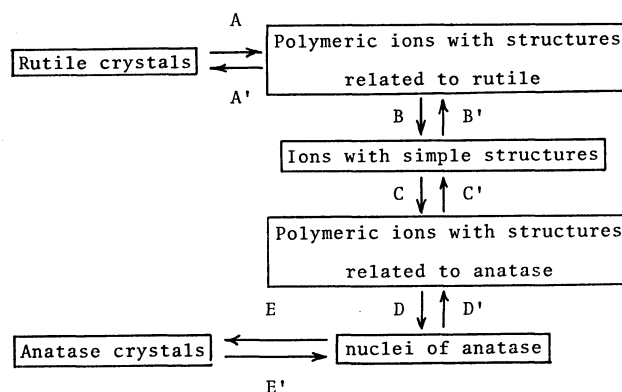 A
Polymeric ions with structures
related to rutile
Rutile crystals
A'
B B'
Ions with simple structures
C C'
Polymeric ions with structures
related to anatase
E D D'
Anatase crystals
nuclei of anatase
E'